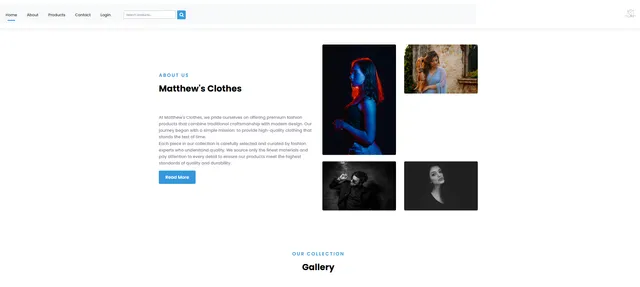 Home About Products Contact Login
ABOUT US
Matthew's Clothes
At Matthew's Clothes, we pride ourselves on offering premium fashion
products that combine traditional craftsmanship with modern design. Our
journey began with a simple mission: to provide high-quality clothing that
stands the test of time.
Each piece in our collection is carefully selected and curated by fashion
experts who understand quality. We source only the finest materials and
pay attention to every detail to ensure our products meet the highest
standards of quality and durability.
Read More
OUR COLLECTION
Gallery